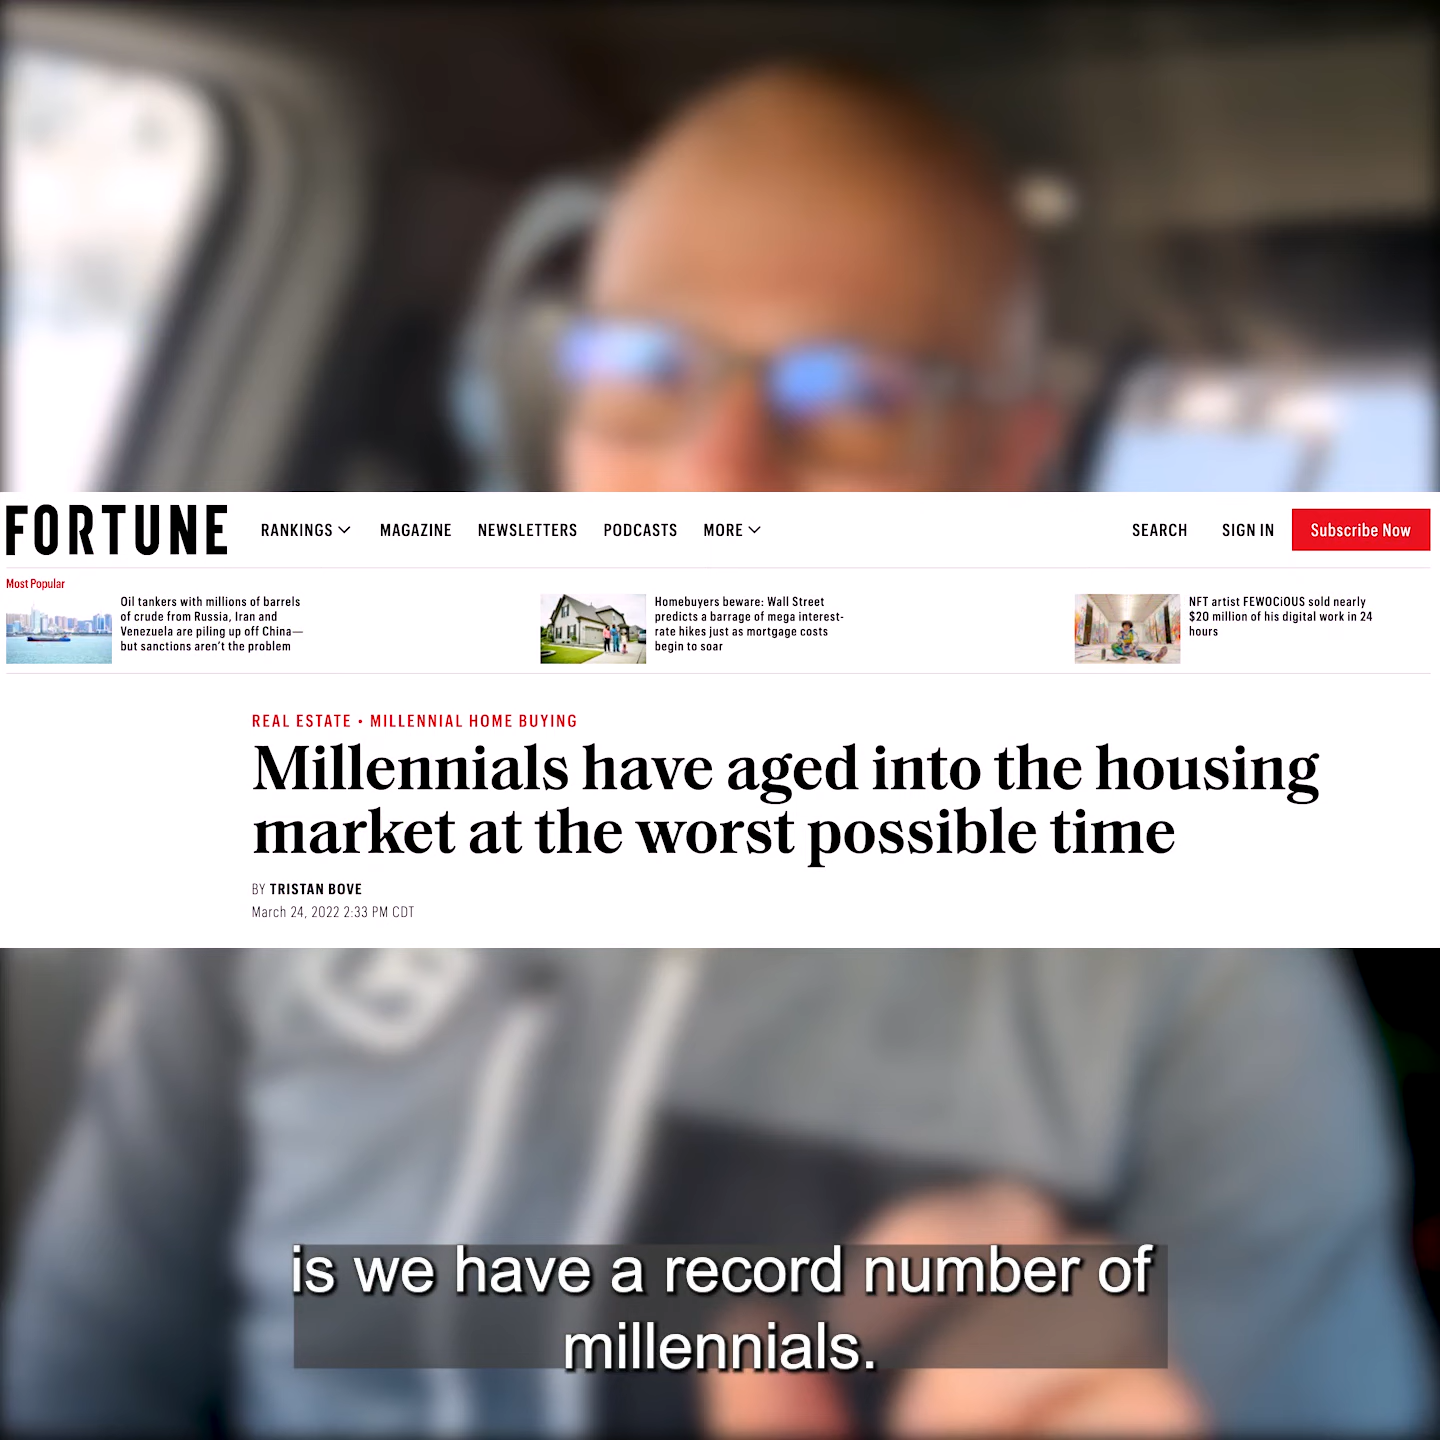 FORTUNE
RANKINGS MAGAZINE NEWSLETTERS PODCASTS MORE SEARCH SIGN IN Subscribe Now
Most Popular
Oil tankers with millions of barrels
of crude from Russia, Iran and
Venezuela are piling up off China—
but sanctions aren't the problem
Homebuyers beware: Wall Street
predicts a barrage of mega interest-
rate hikes just as mortgage costs
begin to soar
NFT artist FEWOCiOUS sold nearly
$20 million of his digital work in 24
hours
REAL ESTATE • MILLENNIAL HOME BUYING
Millennials have aged into the housing
market at the worst possible time
BY TRISTAN BOVE
March 24, 2022 2:33 PM CDT
is we have a record number of
millennials.